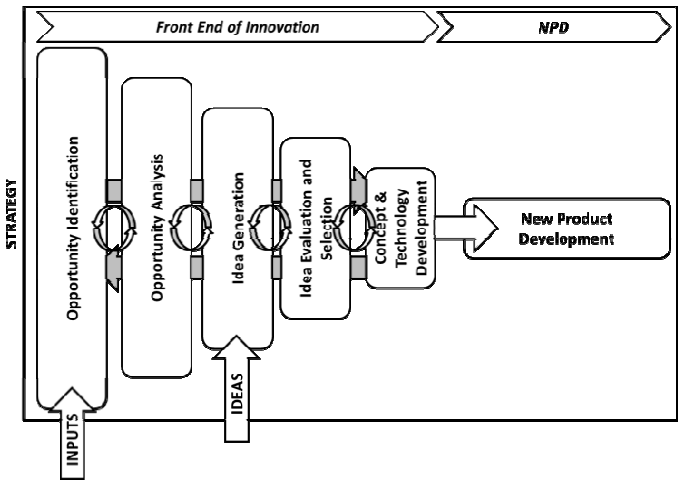 Front End of Innovation
NPD
STRATEGY
Opportunity Identification
Opportunity Analysis
Idea Generation
Idea Evaluation and
Selection
Concept &
Technology
Development
New Product
Development
INPUTS
IDEAS